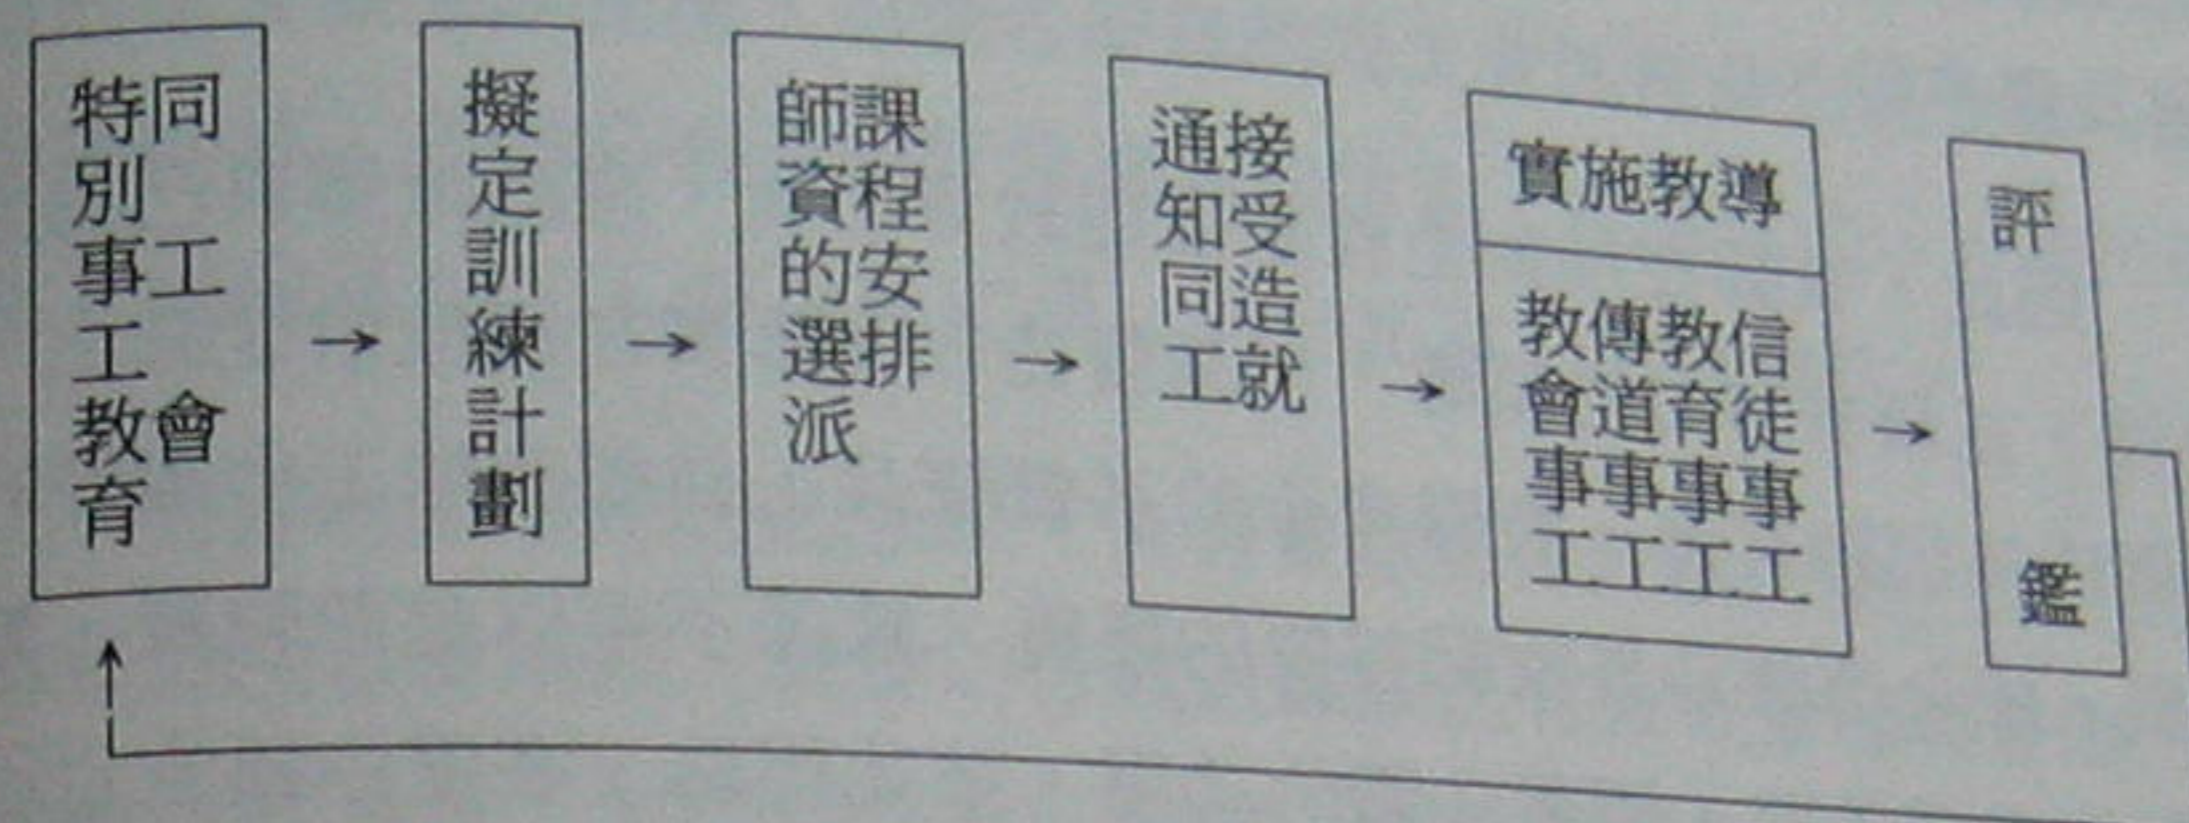 同工會
特別事工教育
→
擬定訓練計劃
→
課程安排
師資的選派
→
接受造就
通知同工
→
實施教導
信徒事工
教育事工
傳道事工
教會事工
→
評鑑